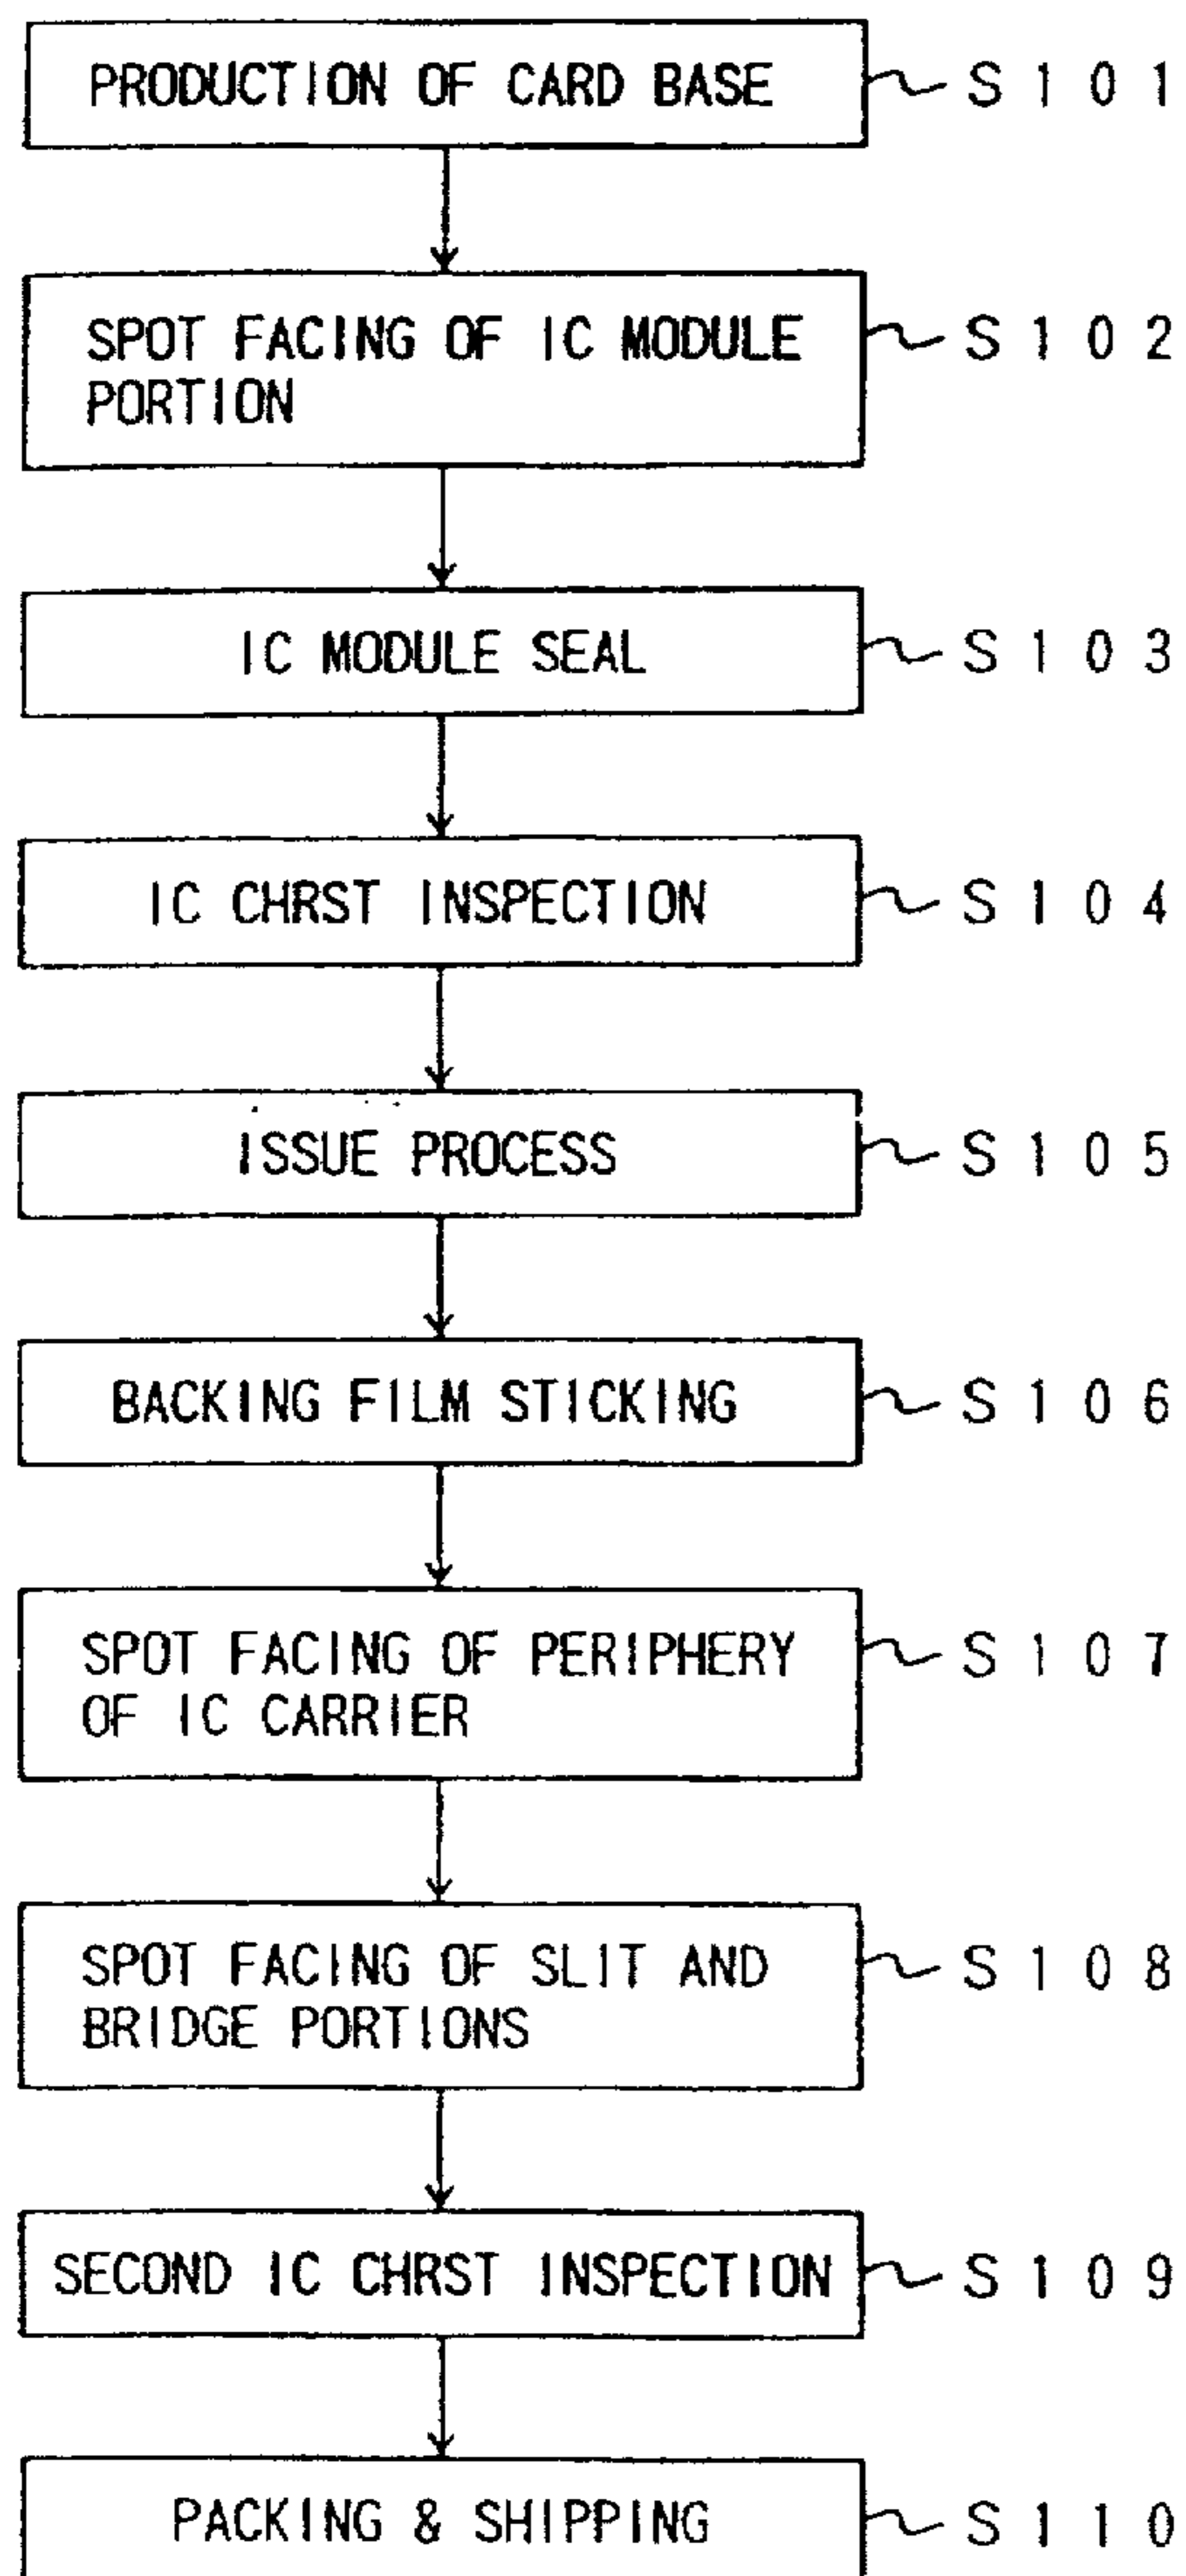 PRODUCTION OF CARD BASE S101
SPOT FACING OF IC MODULE S102
PORTION
IC MODULE SEAL S103
IC CHRST INSPECTION S104
ISSUE PROCESS S105
BACKING FILM STICKING S106
SPOT FACING OF PERIPHERY S107
OF IC CARRIER
SPOT FACING OF SLIT AND S108
BRIDGE PORTIONS
SECOND IC CHRST INSPECTION S109
PACKING & SHIPPING S110